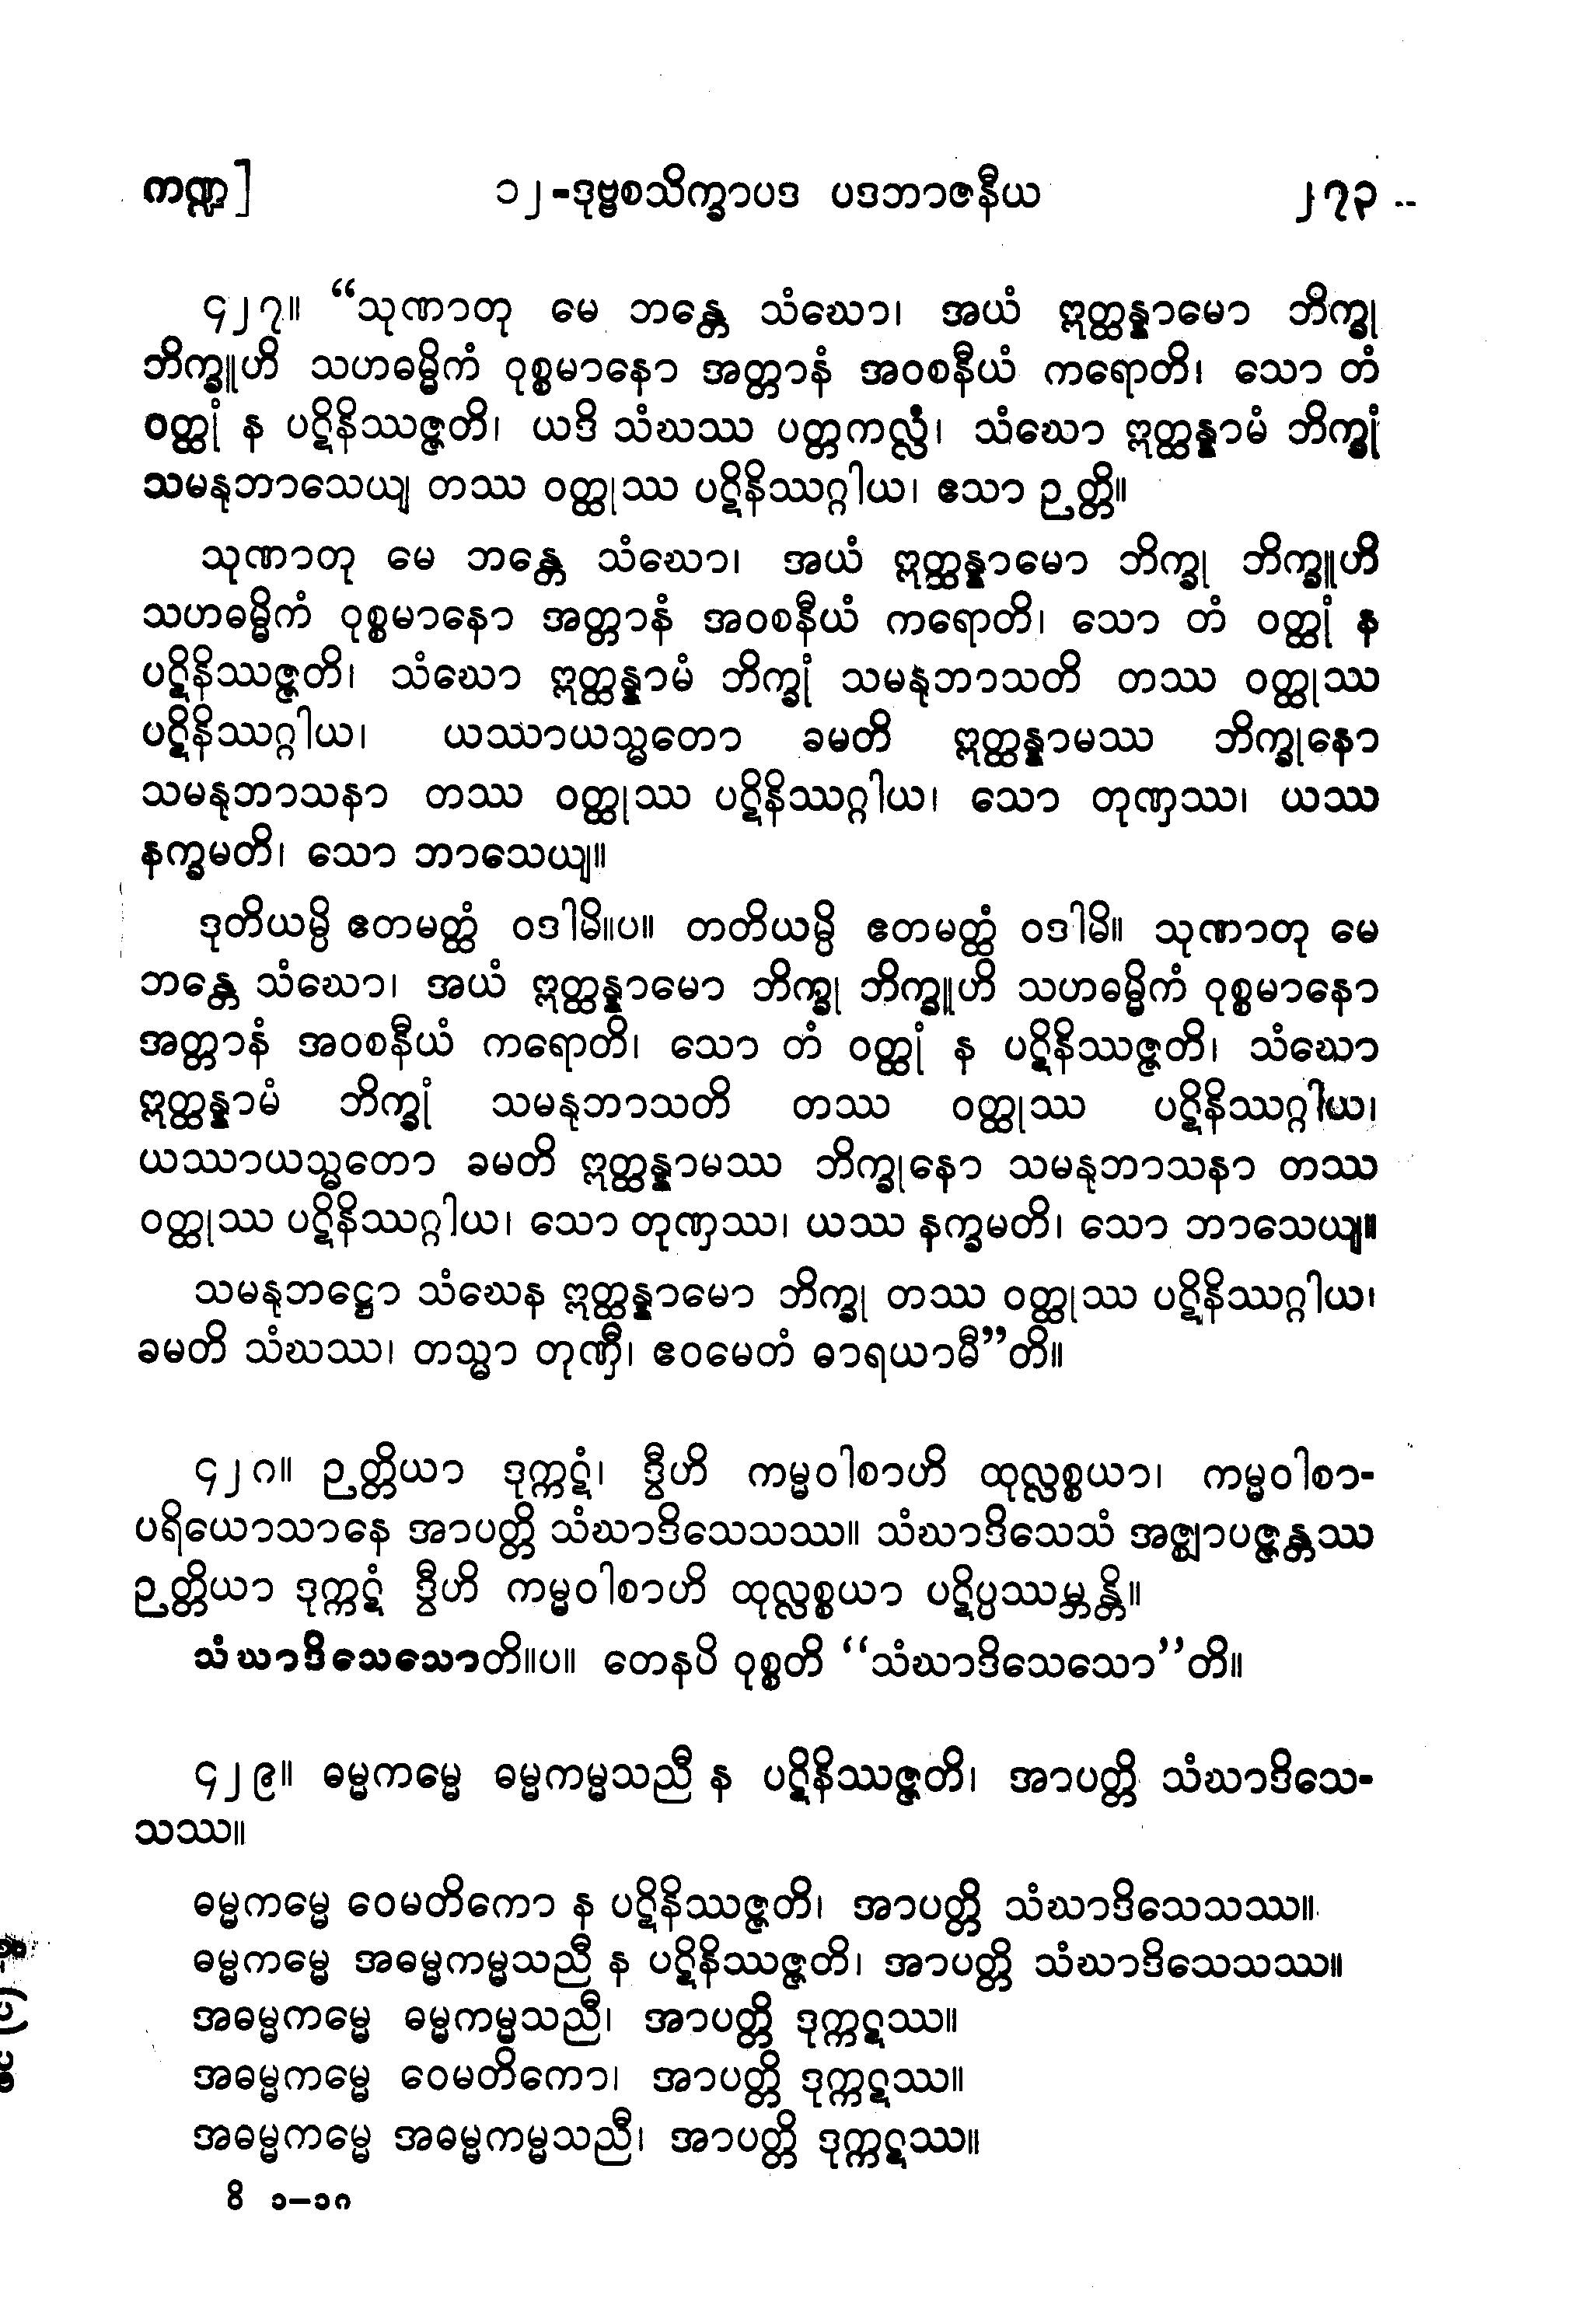 ကဏ္ဍ] ၁၂-ဒုဗ္ဗစသိက္ခာပဒ ပဒဘာဇနီယ ၂၇၃
၄၂၇။ “သုဏာတု မေ ဘန္တေ သံဃော၊ အယံ ဣတ္ထန္နာမော ဘိက္ခု
ဘိက္ခူဟိ သဟဓမ္မိကံ ဝုစ္စမာနော အတ္တာနံ အဝစနီယံ ကရောတိ၊ သော တံ
ဝတ္ထုံ န ပဋိနိဿဇ္ဇတိ၊ ယဒိ သံဃဿ ပတ္တကလ္လံ၊ သံဃော ဣတ္ထန္နာမံ ဘိက္ခုံ
သမနုဘာသေယျ တဿ ဝတ္ထုဿ ပဋိနိဿဂ္ဂါယ၊ ဧသာ ဉတ္တိ။
သုဏာတု မေ ဘန္တေ သံဃော၊ အယံ ဣတ္ထန္နာမော ဘိက္ခု ဘိက္ခူဟိ
သဟဓမ္မိကံ ဝုစ္စမာနော အတ္တာနံ အဝစနီယံ ကရောတိ၊ သော တံ ဝတ္ထုံ န
ပဋိနိဿဇ္ဇတိ၊ သံဃော ဣတ္ထန္နာမံ ဘိက္ခုံ သမနုဘာသတိ တဿ ဝတ္ထုဿ
ပဋိနိဿဂ္ဂါယ၊ ယဿာယသ္မတော ခမတိ ဣတ္ထန္နာမဿ ဘိက္ခုနော
သမနုဘာသနာ တဿ ဝတ္ထုဿ ပဋိနိဿဂ္ဂါယ၊ သော တုဏှဿ၊ ယဿ
နက္ခမတိ၊ သော ဘာသေယျ။
ဒုတိယမ္ပိ ဧတမတ္ထံ ဝဒါမိ။ပ။ တတိယမ္ပိ ဧတမတ္ထံ ဝဒါမိ။ သုဏာတု မေ
ဘန္တေ သံဃော၊ အယံ ဣတ္ထန္နာမော ဘိက္ခု ဘိက္ခူဟိ သဟဓမ္မိကံ ဝုစ္စမာနော
အတ္တာနံ အဝစနီယံ ကရောတိ၊ သော တံ ဝတ္ထုံ န ပဋိနိဿဇ္ဇတိ၊ သံဃော
ဣတ္ထန္နာမံ ဘိက္ခုံ သမနုဘာသတိ တဿ ဝတ္ထုဿ ပဋိနိဿဂ္ဂါယ၊
ယဿာယသ္မတော ခမတိ ဣတ္ထန္နာမဿ ဘိက္ခုနော သမနုဘာသနာ တဿ
ဝတ္ထုဿ ပဋိနိဿဂ္ဂါယ၊ သော တုဏှဿ၊ ယဿ နက္ခမတိ၊ သော ဘာသေယျ။
သမနုဘဋ္ဌော သံဃေန ဣတ္ထန္နာမော ဘိက္ခု တဿ ဝတ္ထုဿ ပဋိနိဿဂ္ဂါယ၊
ခမတိ သံဃဿ၊ တသ္မာ တုဏှီ၊ ဧဝမေတံ ဓာရယာမီ”တိ။
၄၂၈။ ဉတ္တိယာ ဒုက္ကဋံ၊ ဒွီဟိ ကမ္မဝါစာဟိ ထုလ္လစ္စယာ၊ ကမ္မဝါစာ-
ပရိယောသာနေ အာပတ္တိ သံဃာဒိသေသဿ။ သံဃာဒိသေသံ အဇ္ဈာပဇ္ဇန္တဿ
ဉတ္တိယာ ဒုက္ကဋံ ဒွီဟိ ကမ္မဝါစာဟိ ထုလ္လစ္စယာ ပဋိပ္ပဿမ္ဘန္တိ။
သံဃာဒိသေသောတိ။ပ။ တေနပိ ဝုစ္စတိ “သံဃာဒိသေသော”တိ။
၄၂၉။ ဓမ္မကမ္မေ ဓမ္မကမ္မသညီ န ပဋိနိဿဇ္ဇတိ၊ အာပတ္တိ သံဃာဒိသေ-
သဿ။
ဓမ္မကမ္မေ ဝေမတိကော န ပဋိနိဿဇ္ဇတိ၊ အာပတ္တိ သံဃာဒိသေသဿ။
ဓမ္မကမ္မေ အဓမ္မကမ္မသညီ န ပဋိနိဿဇ္ဇတိ၊ အာပတ္တိ သံဃာဒိသေသဿ။
အဓမ္မကမ္မေ ဓမ္မကမ္မသညီ၊ အာပတ္တိ ဒုက္ကဋဿ။
အဓမ္မကမ္မေ ဝေမတိကော၊ အာပတ္တိ ဒုက္ကဋဿ။
အဓမ္မကမ္မေ အဓမ္မကမ္မသညီ၊ အာပတ္တိ ဒုက္ကဋဿ။
ဝိ ၁–၁၈